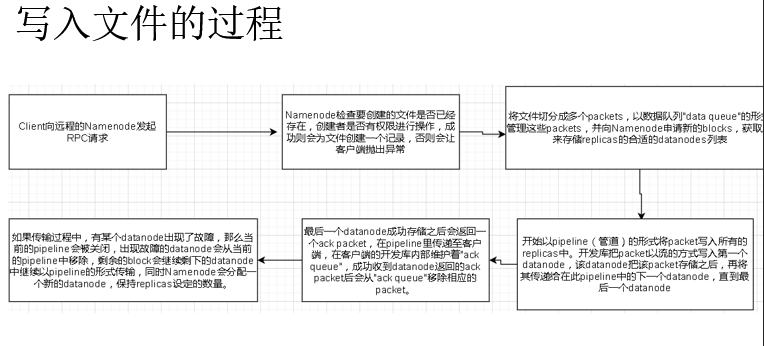 写入文件的过程
Client向远程的Namenode发起
RPC请求
Namenode检查要创建的文件是否已经
存在，创建者是否有权限进行操作，成
功则会为文件创建一个记录，否则会让
客户端抛出异常
将文件切分成多个packets，以数据队列"data queue"的形
管理这些packets，并向Namenode申请新的blocks，获取
来存储replicas的合适的datanodes列表
开始以pipeline（管道）的形式将packet写入所有的
replicas中。开发库把packet以流的方式写入第一个
datanode，该datanode把该packet存储之后，再将
其传递给在此pipeline中的下一个datanode，直到最
后一个datanode
最后一个datanode成功存储之后会返回一
个ack packet，在pipeline里传递至客户
端，在客户端的开发库内部维护着"ack
queue"，成功收到datanode返回的ack
packet后会从"ack queue"移除相应的
packet。
如果传输过程中，有某个datanode出现了故障，那么当
前的pipeline会被关闭，出现故障的datanode会从当前
的pipeline中移除，剩余的block会继续剩下的datanode
中继续以pipeline的形式传输，同时Namenode会分配一
个新的datanode，保持replicas设定的数量。